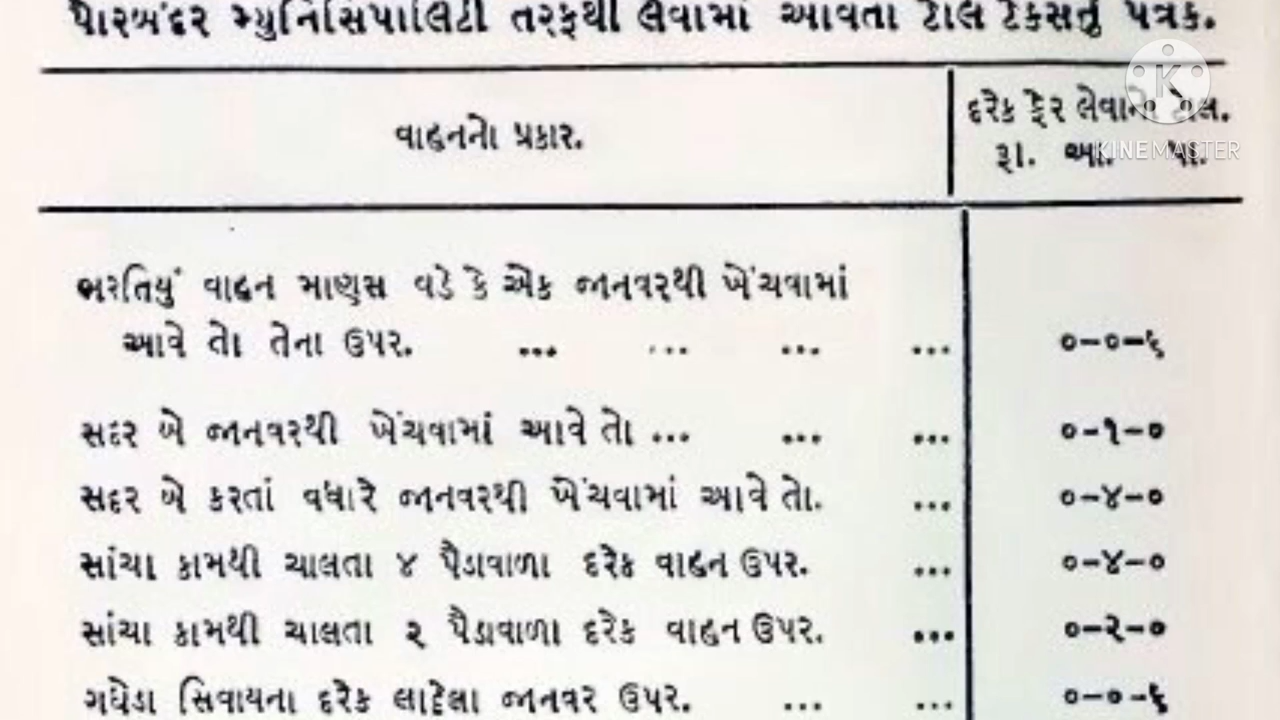 પોરબંદર મ્યુનિસિપાલિટી તરફથી લેવામાં આવતા ટોલ ટેકસનું પત્રક.
વાહનનો પ્રકાર.
દરેક ફેર લેવાનો ટોલ.
રૂા. આ. પા.
KINEMASTER
ભરતિયું વાહન માણસ વડે કે એક જાનવરથી ખેંચવામાં
આવે તો તેના ઉપર. ... ... ... ... ૦-૦-૬
સદર બે જાનવરથી ખેંચવામાં આવે તો ... ... ... ૦-૧-૦
સદર બે કરતાં વધારે જાનવરથી ખેંચવામાં આવે તો. ... ૦-૪-૦
સાંચા કામથી ચાલતા ૪ પૈડાવાળા દરેક વાહન ઉપર. ... ૦-૪-૦
સાંચા કામથી ચાલતા ૨ પૈડાવાળા દરેક વાહન ઉપર. ... ૦-૨-૦
ગધેડા સિવાયના દરેક લાદેલા જાનવર ઉપર. ... ... ૦-૦-૬